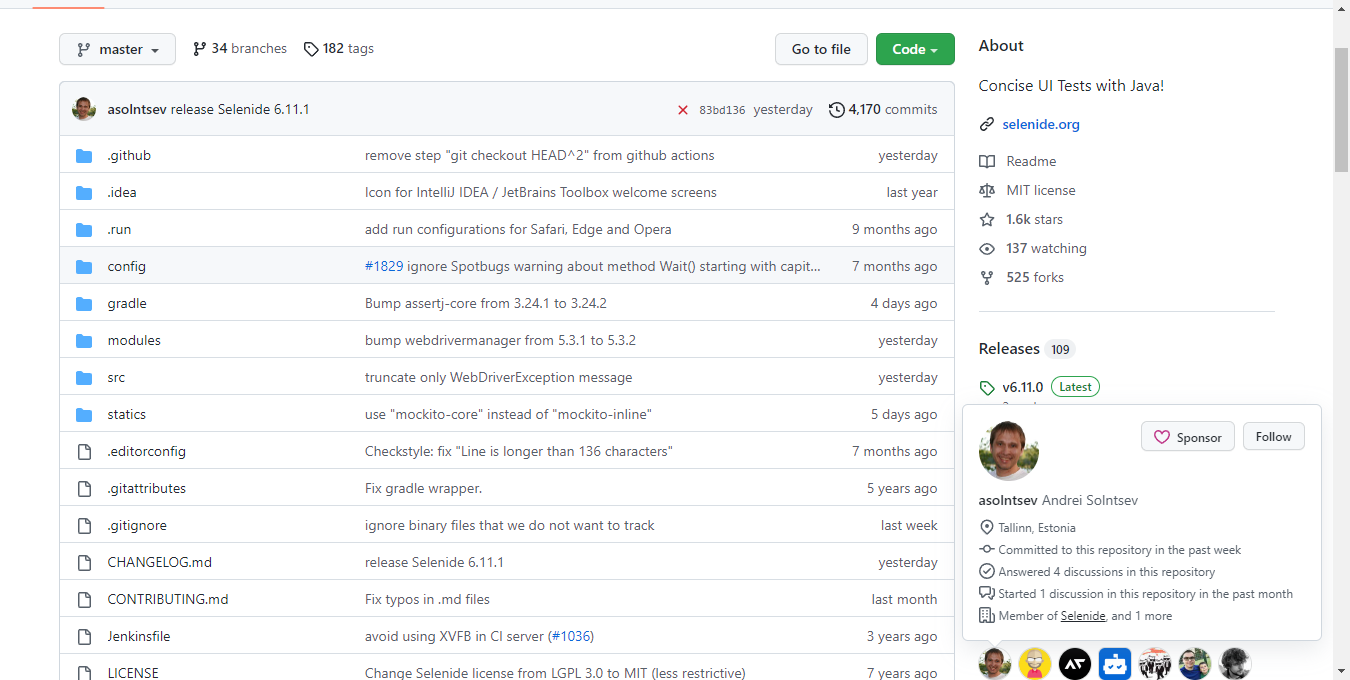 master
34 branches
182 tags
Go to file
Code
asolntsev release Selenide 6.11.1
83bd136 yesterday
4,170 commits
.github remove step "git checkout HEAD^2" from github actions yesterday
.idea Icon for IntelliJ IDEA / JetBrains Toolbox welcome screens last year
.run add run configurations for Safari, Edge and Opera 9 months ago
config #1829 ignore Spotbugs warning about method Wait() starting with capit... 7 months ago
gradle Bump assertj-core from 3.24.1 to 3.24.2 4 days ago
modules bump webdrivermanager from 5.3.1 to 5.3.2 yesterday
src truncate only WebDriverException message yesterday
statics use "mockito-core" instead of "mockito-inline" 5 days ago
.editorconfig Checkstyle: fix "Line is longer than 136 characters" 7 months ago
.gitattributes Fix gradle wrapper. 5 years ago
.gitignore ignore binary files that we do not want to track last week
CHANGELOG.md release Selenide 6.11.1 yesterday
CONTRIBUTING.md Fix typos in .md files last month
Jenkinsfile avoid using XVFB in CI server (#1036) 3 years ago
LICENSE Change Selenide license from LGPL 3.0 to MIT (less restrictive) 7 years ago
About
Concise UI Tests with Java!
selenide.org
Readme
MIT license
1.6k stars
137 watching
525 forks
Releases 109
v6.11.0 Latest
Sponsor
Follow
asolntsev Andrei Solntsev
Tallinn, Estonia
Committed to this repository in the past week
Answered 4 discussions in this repository
Started 1 discussion in this repository in the past month
Member of Selenide, and 1 more